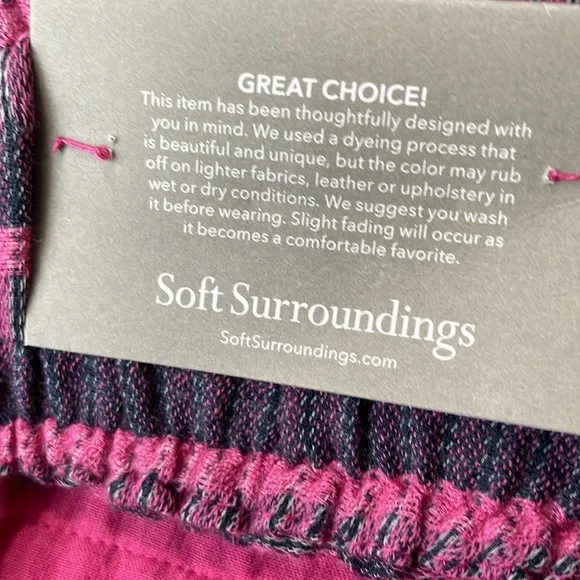 GREAT CHOICE!
This item has been thoughtfully designed with
you in mind. We used a dyeing process that
is beautiful and unique, but the color may rub
off on lighter fabrics, leather or upholstery in
wet or dry conditions. We suggest you wash
it before wearing. Slight fading will occur as
it becomes a comfortable favorite.
Soft Surroundings
SoftSurroundings.com